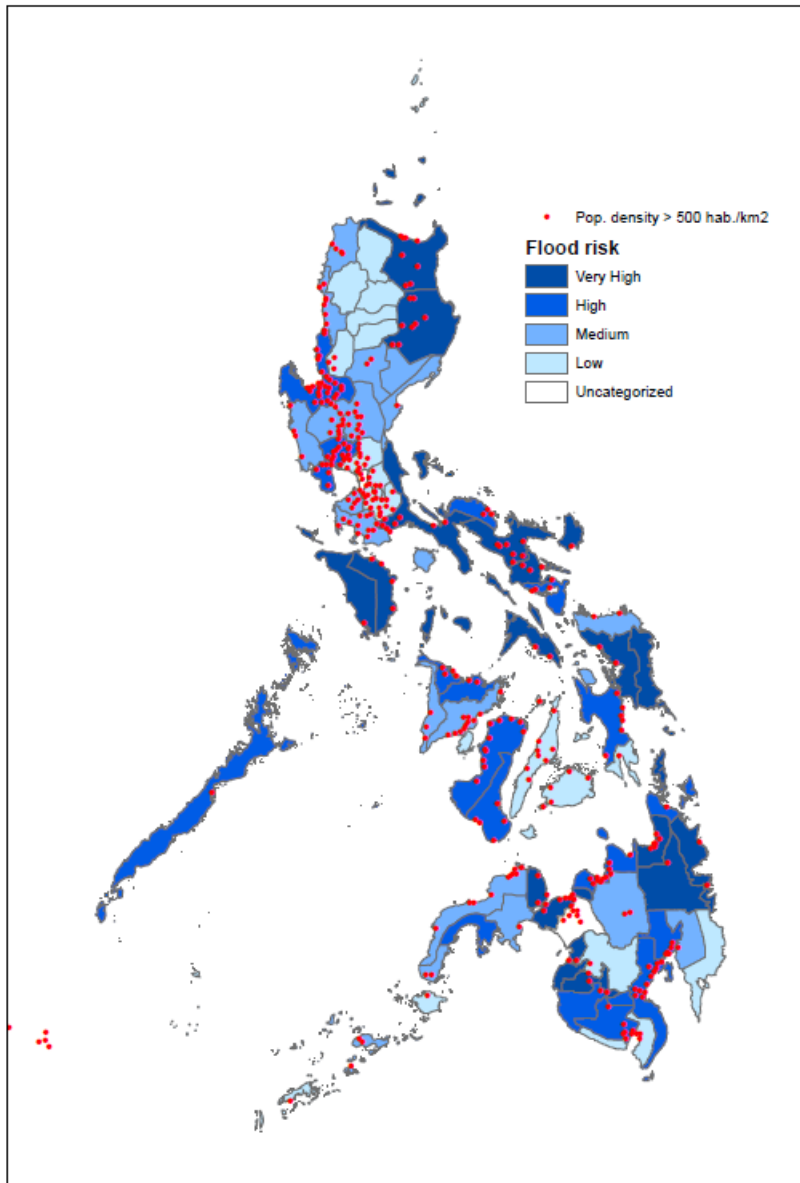 Pop. density > 500 hab./km2
Flood risk
Very High
High
Medium
Low
Uncategorized